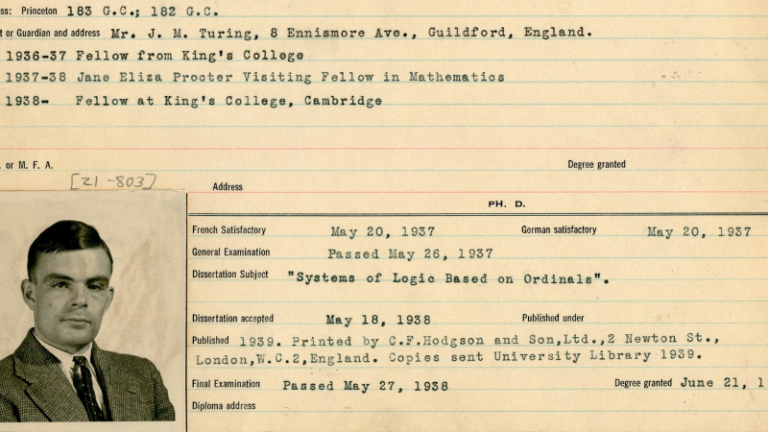 ss: Princeton 183 G.C.; 182 G.C.
t or Guardian and address Mr. J. M. Turing, 8 Ennismore Ave., Guildford, England.
1936-37 Fellow from King's College
1937-38 Jane Eliza Procter Visiting Fellow in Mathematics
1938- Fellow at King's College, Cambridge
. or M. F. A. Degree granted
[21-803]
Address
PH. D.
French Satisfactory May 20, 1937 German satisfactory May 20, 1937
General Examination Passed May 26, 1937
Dissertation Subject "Systems of Logic Based on Ordinals".
Dissertation accepted May 18, 1938 Published under
Published 1939. Printed by C.F.Hodgson and Son,Ltd.,2 Newton St.,
London,W.C.2,England. Copies sent University Library 1939.
Final Examination Passed May 27, 1938 Degree granted June 21, 1
Diploma address